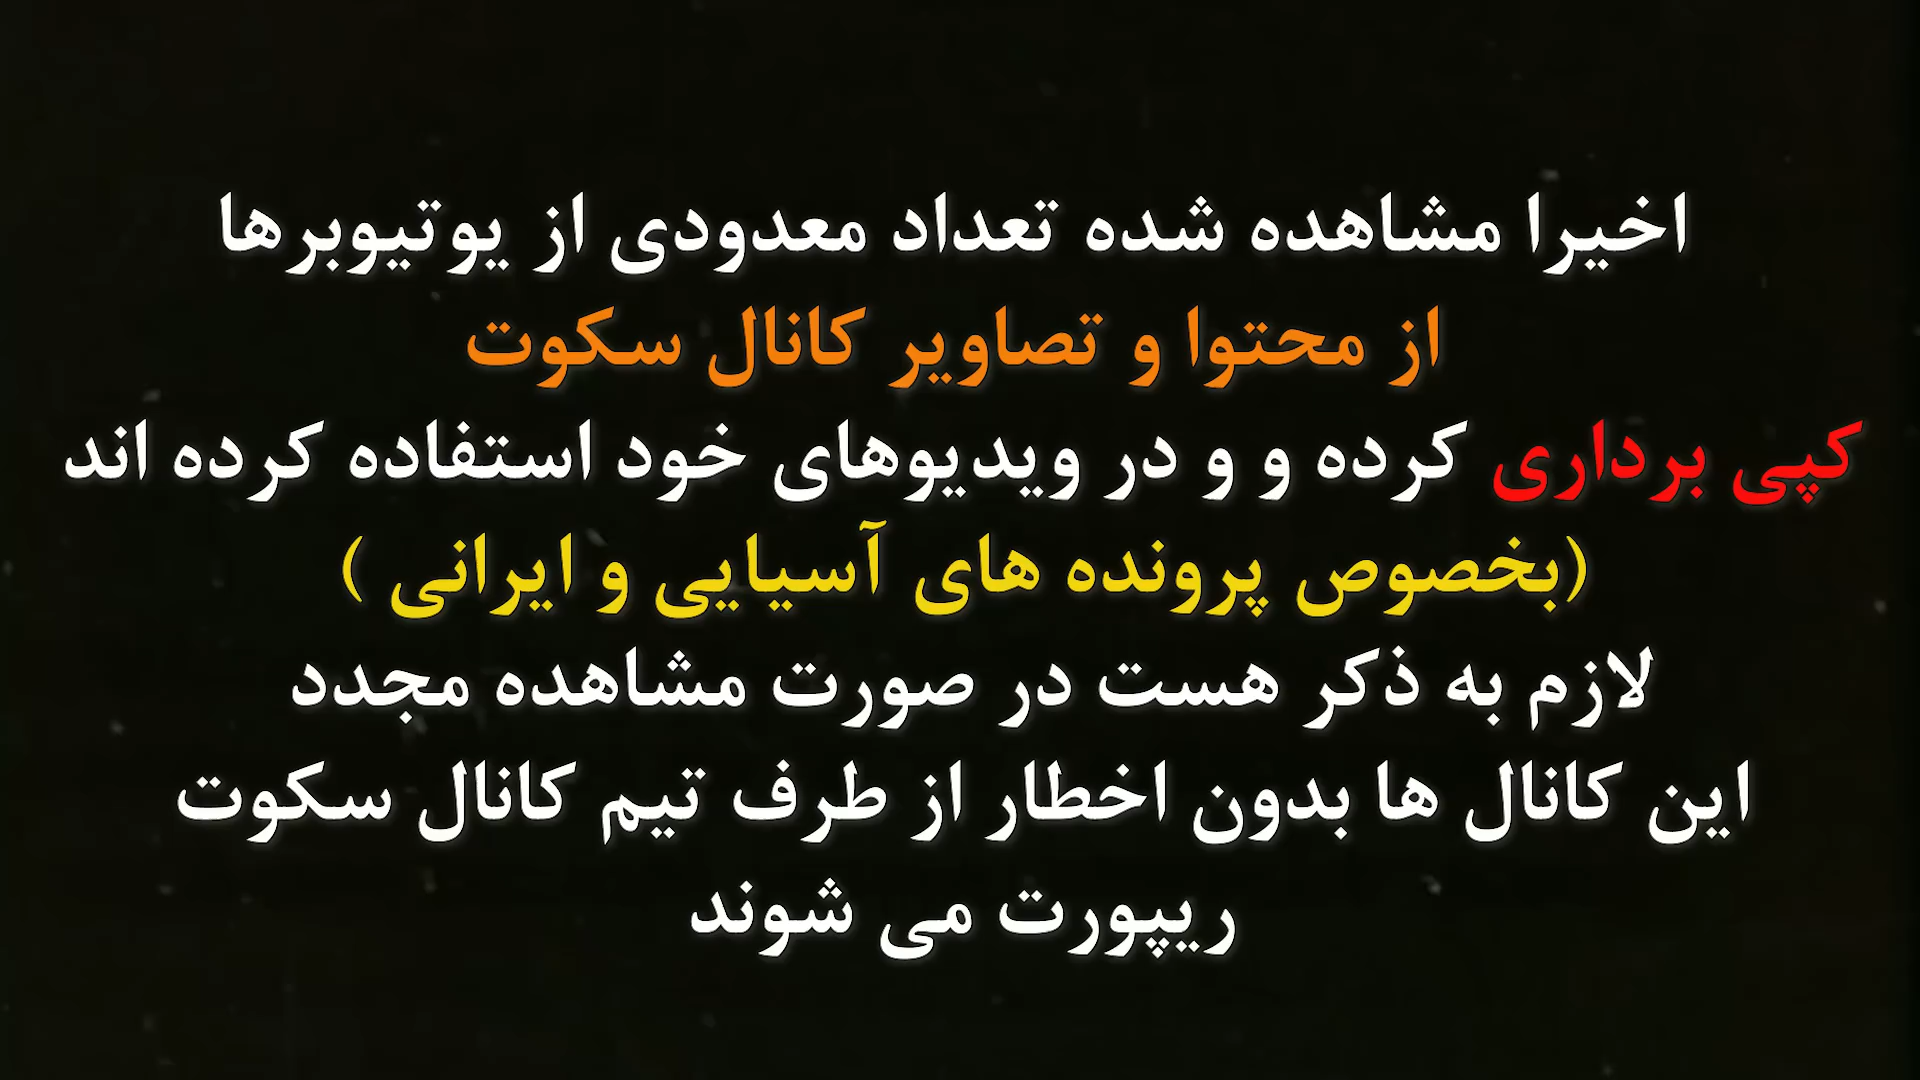 اخیرا مشاهده شده تعداد معدودی از یوتیوبرها
از محتوا و تصاویر کانال سکوت
کپی برداری کرده و و در ویدیوهای خود استفاده کرده اند
(بخصوص پرونده های آسیایی و ایرانی )
لازم به ذکر هست در صورت مشاهده مجدد
این کانال ها بدون اخطار از طرف تیم کانال سکوت
ریپورت می شوند